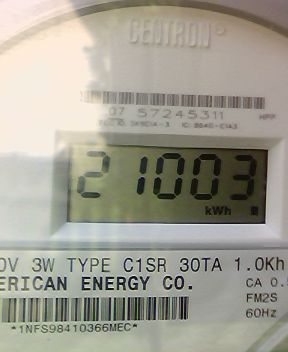 CENTRON®
07 57245311
21003
kWh
0V 3W TYPE C1SR 30TA 1.0Kh
ERICAN ENERGY CO.
CA 0.
FM2S
60Hz
*1NFS98410366MEC*